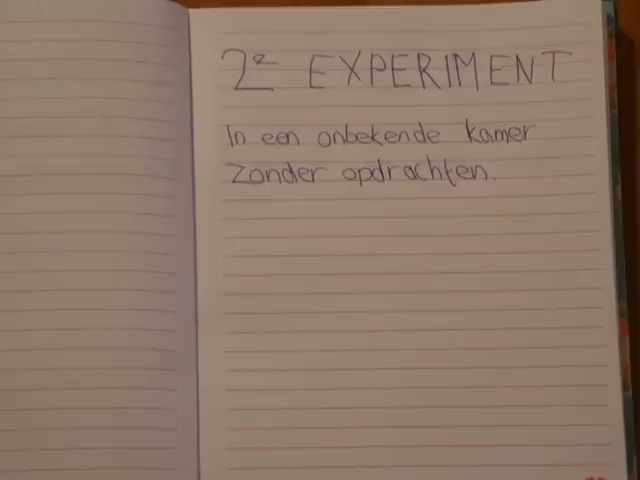 2e EXPERIMENT
In een onbekende kamer
zonder opdrachten.